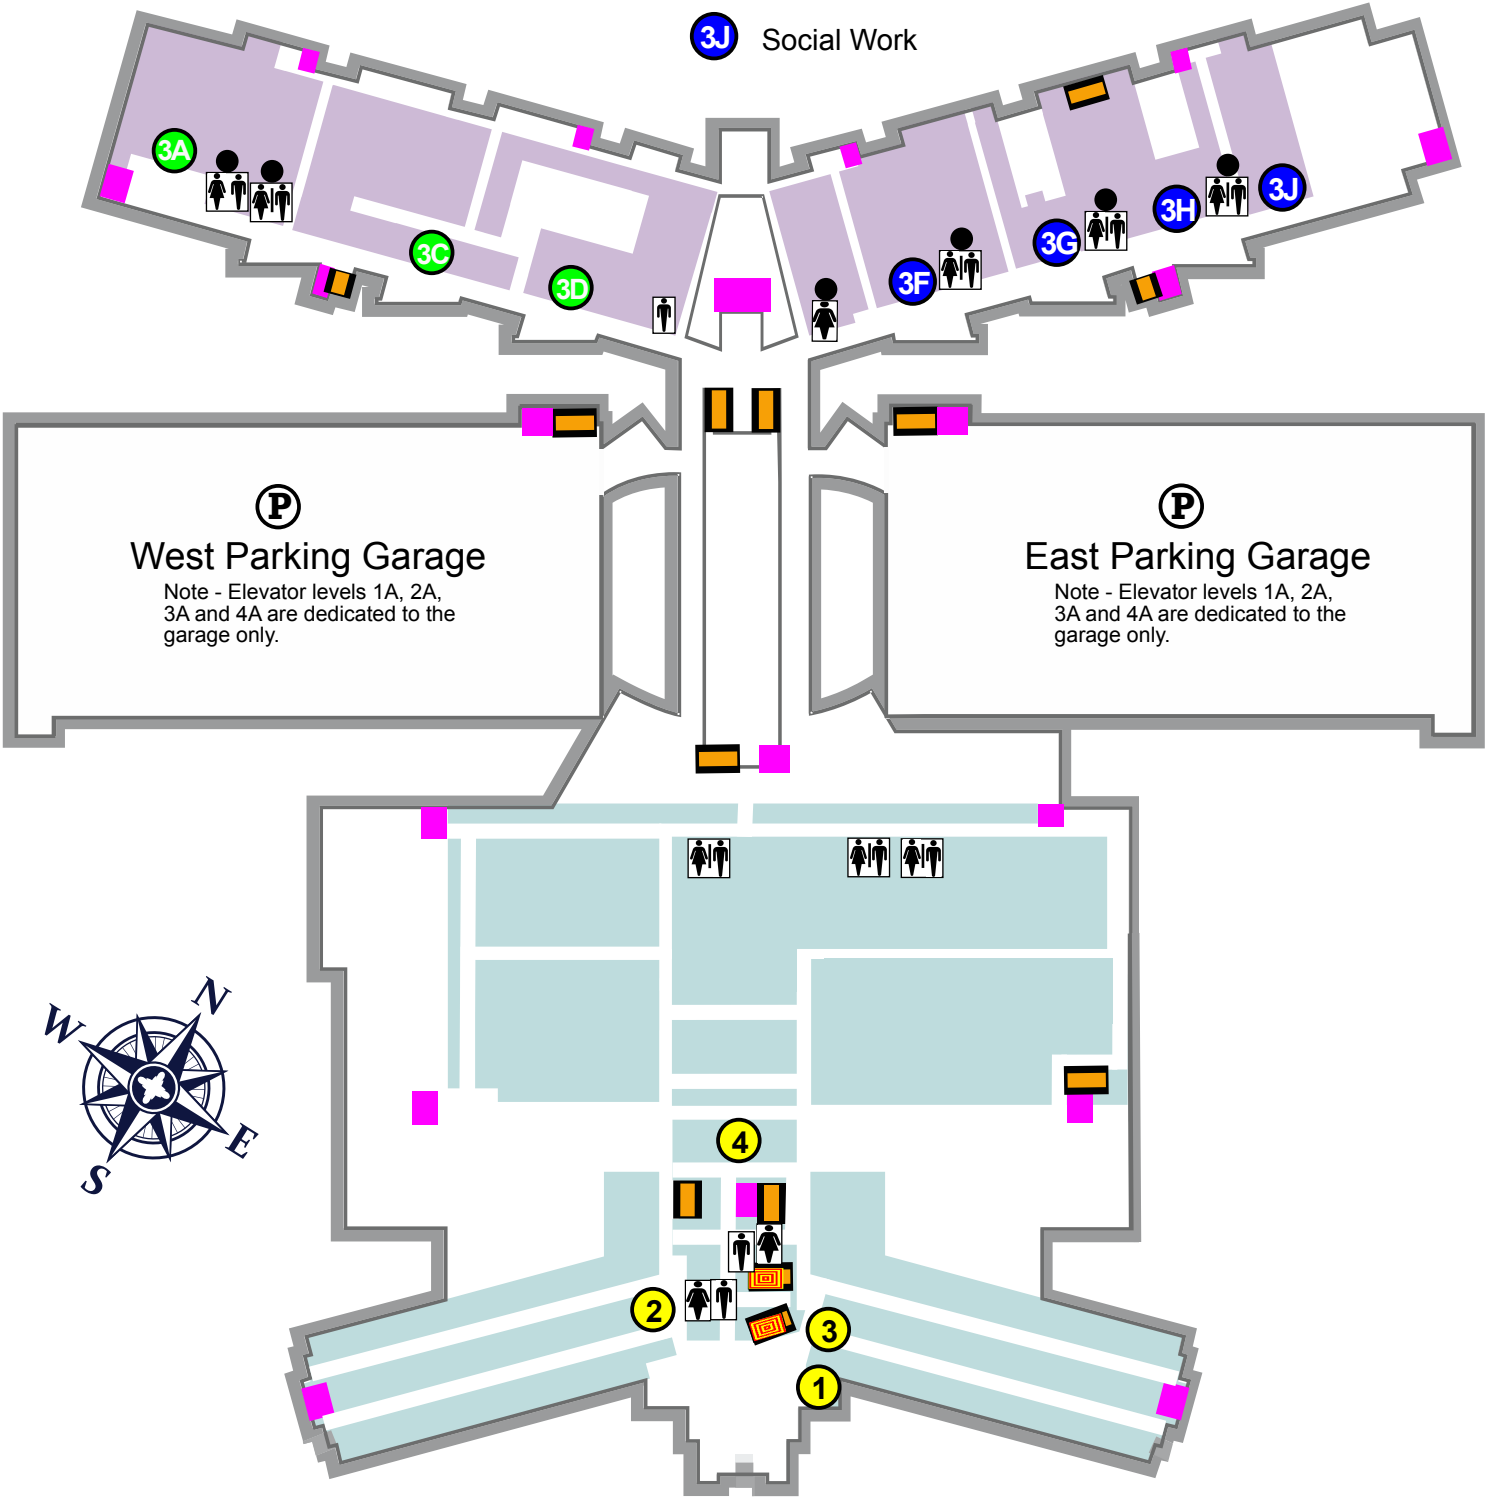 3J Social Work
3A
3C
3D
3F
3G
3H
3J
P
West Parking Garage
Note - Elevator levels 1A, 2A,
3A and 4A are dedicated to the
garage only.
P
East Parking Garage
Note - Elevator levels 1A, 2A,
3A and 4A are dedicated to the
garage only.
N
W
E
S
4
2
3
1